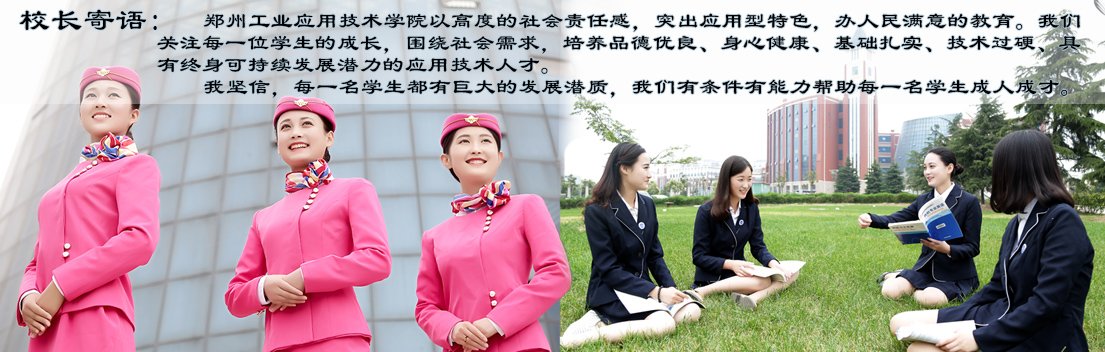 校长寄语：　郑州工业应用技术学院以高度的社会责任感，突出应用型特色，办人民满意的教育。我们
关注每一位学生的成长，围绕社会需求，培养品德优良、身心健康、基础扎实、技术过硬、具
有终身可持续发展潜力的应用技术人才。
我坚信，每一名学生都有巨大的发展潜质，我们有条件有能力帮助每一名学生成人成才。